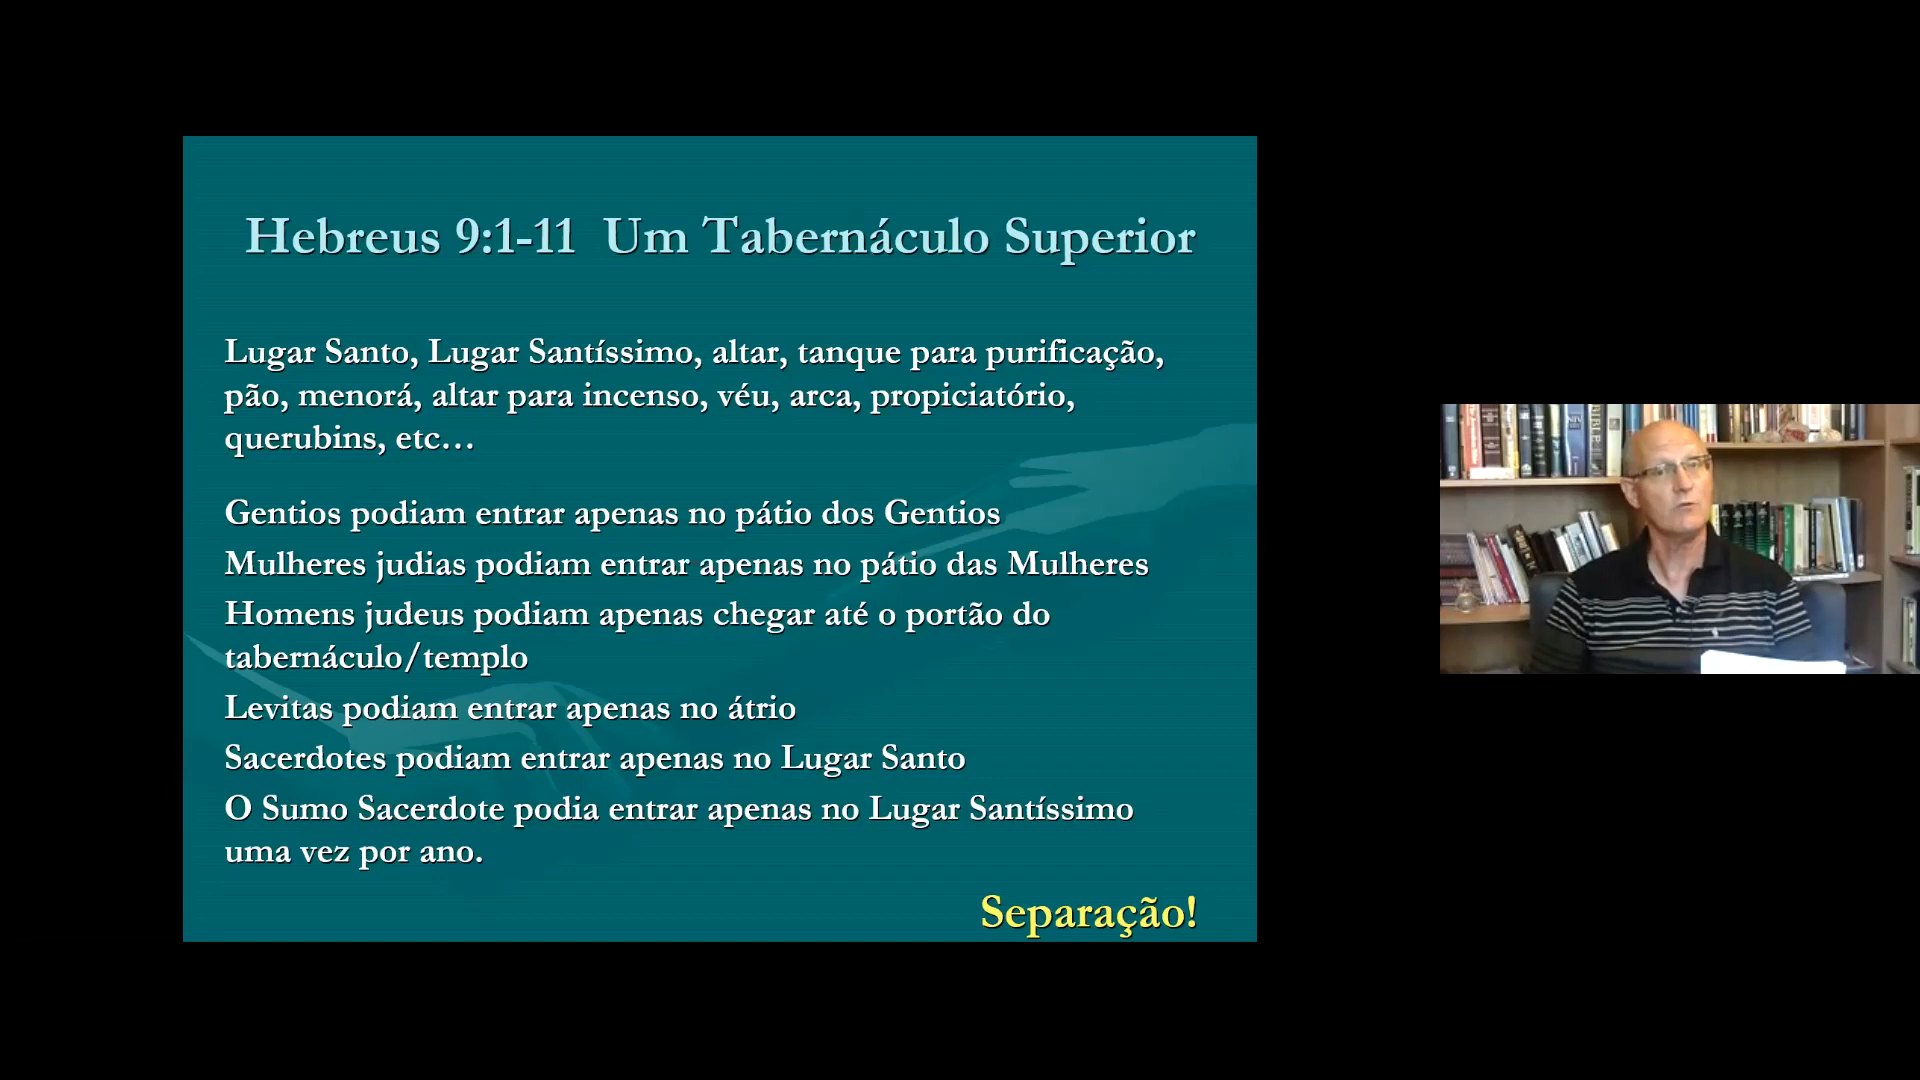 Hebreus 9:1-11 Um Tabernáculo Superior
Lugar Santo, Lugar Santíssimo, altar, tanque para purificação,
pão, menorá, altar para incenso, véu, arca, propiciatório,
querubins, etc…
Gentios podiam entrar apenas no pátio dos Gentios
Mulheres judias podiam entrar apenas no pátio das Mulheres
Homens judeus podiam apenas chegar até o portão do
tabernáculo/templo
Levitas podiam entrar apenas no átrio
Sacerdotes podiam entrar apenas no Lugar Santo
O Sumo Sacerdote podia entrar apenas no Lugar Santíssimo
uma vez por ano.
Separação!
NIV
BIBLE